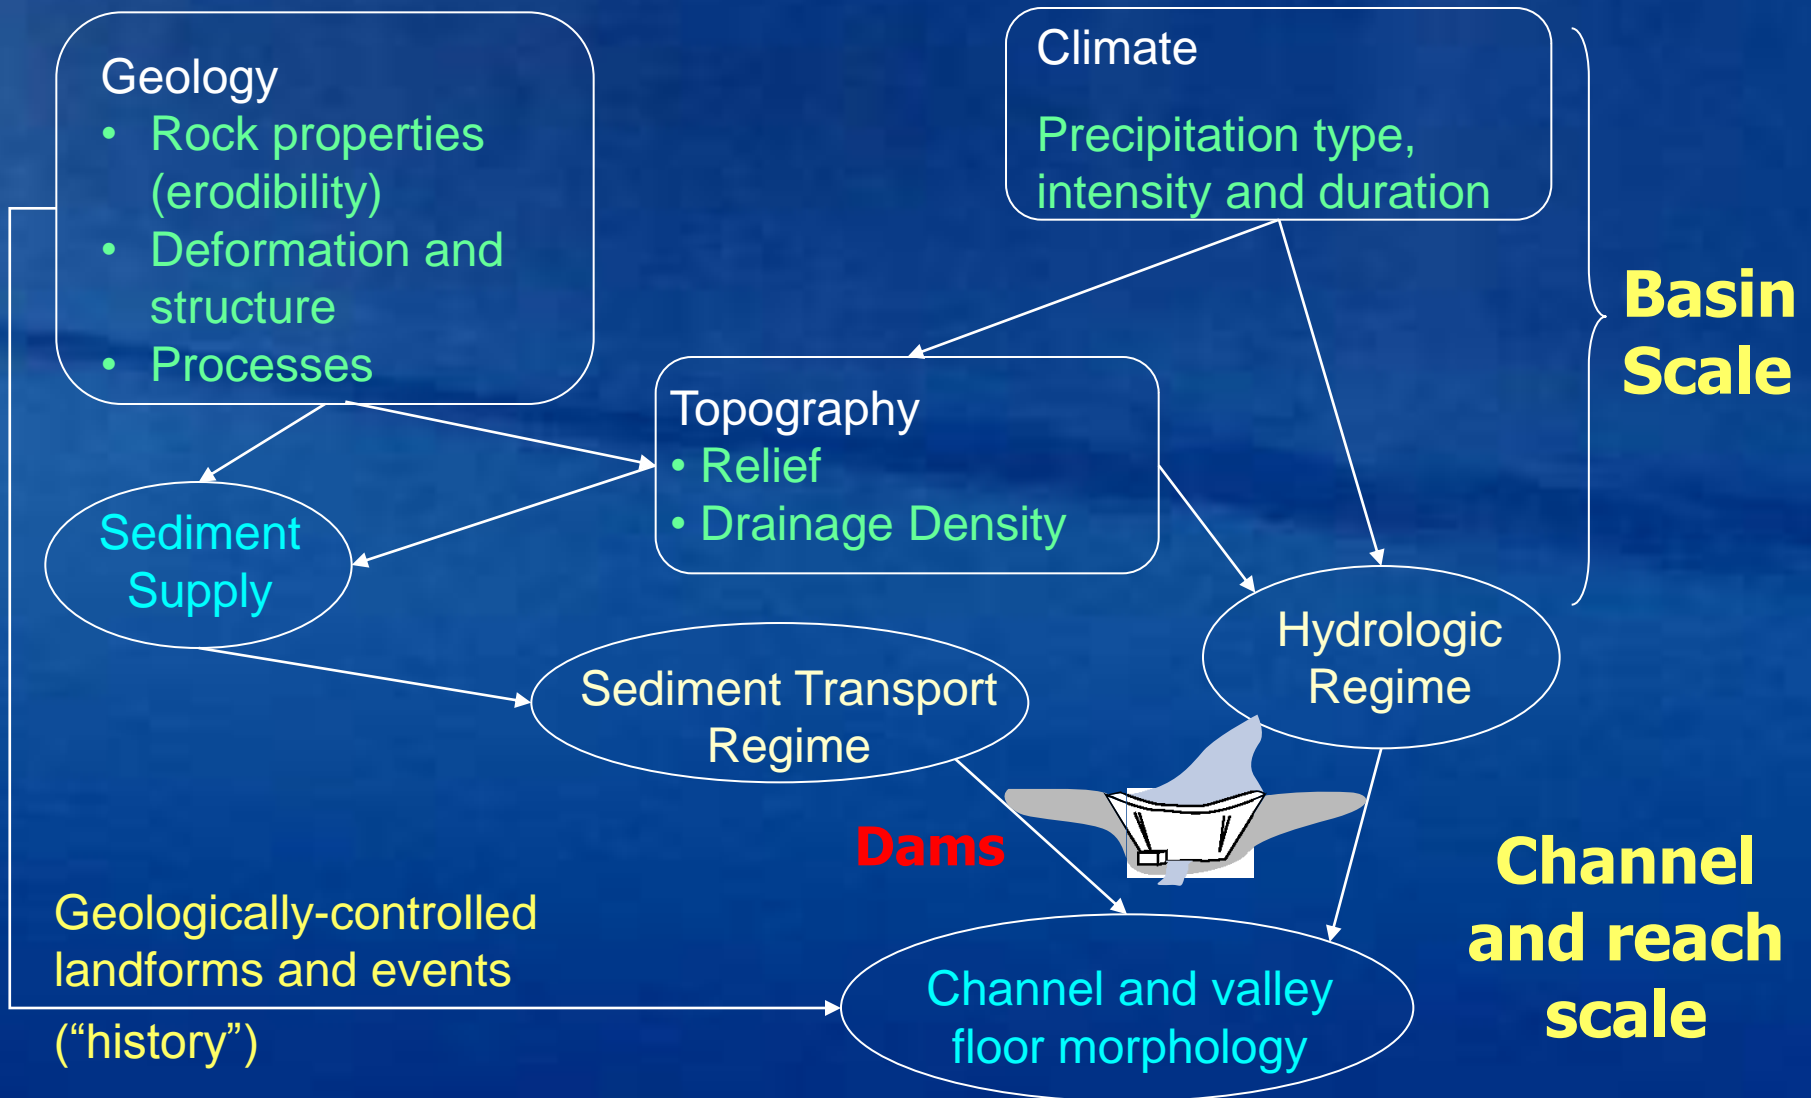 Geology
• Rock properties
(erodibility)
• Deformation and
structure
• Processes
Climate
Precipitation type,
intensity and duration
Basin
Scale
Topography
• Relief
• Drainage Density
Sediment
Supply
Hydrologic
Regime
Sediment Transport
Regime
Dams
Channel
and reach
scale
Geologically-controlled
landforms and events
(“history”)
Channel and valley
floor morphology